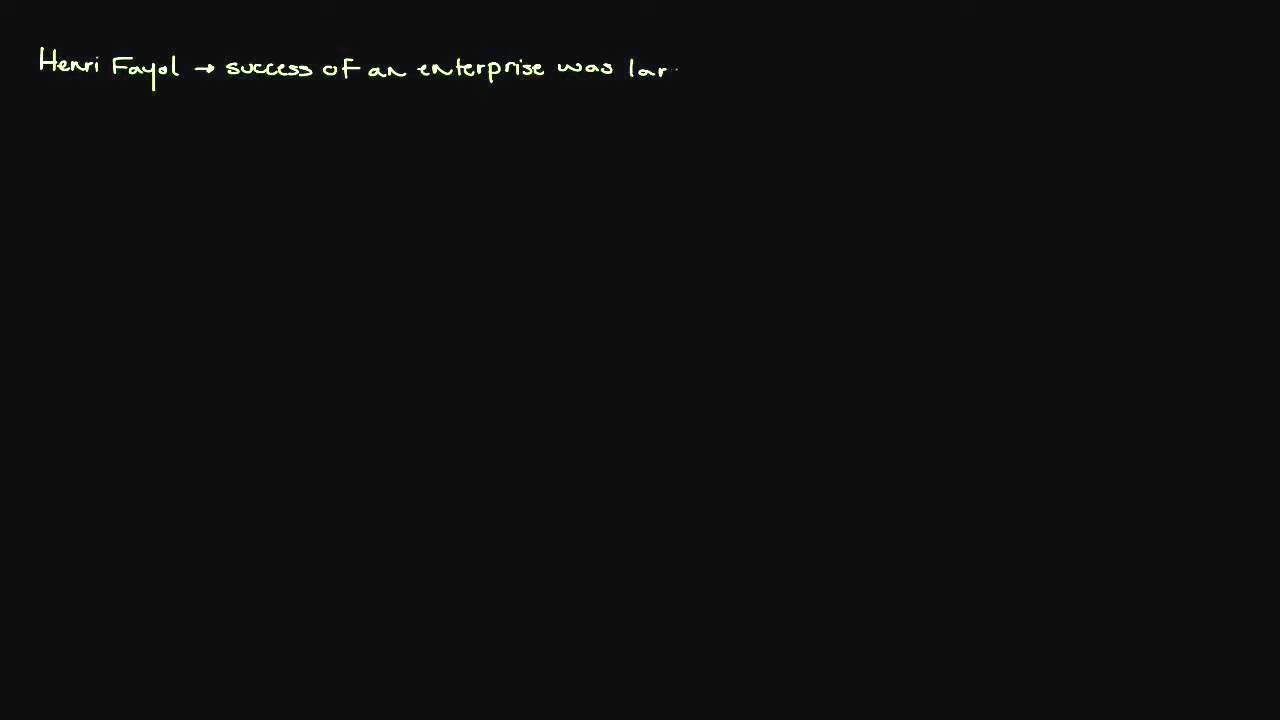 Henri Fayol → success of an enterprise was lar